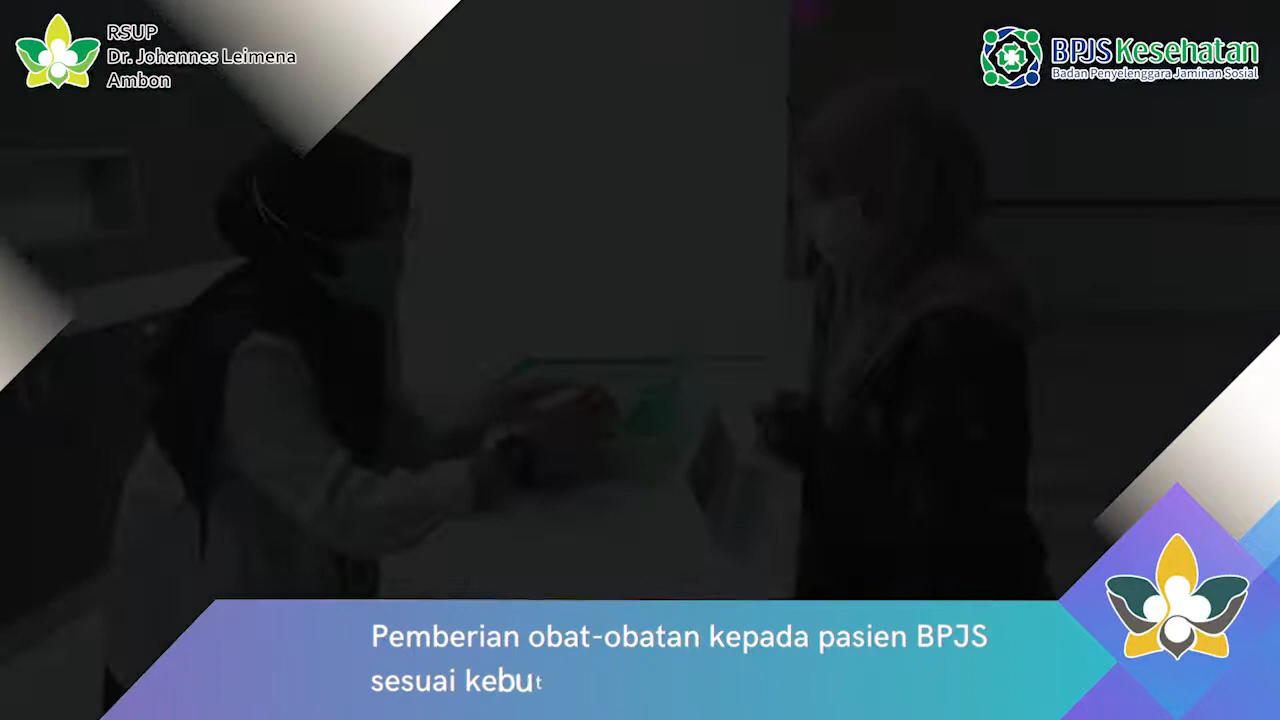 RSUP
Dr. Johannes Leimena
Ambon
BPJS Kesehatan
Badan Penyelenggara Jaminan Sosial
Pemberian obat-obatan kepada pasien BPJS
sesuai kebut